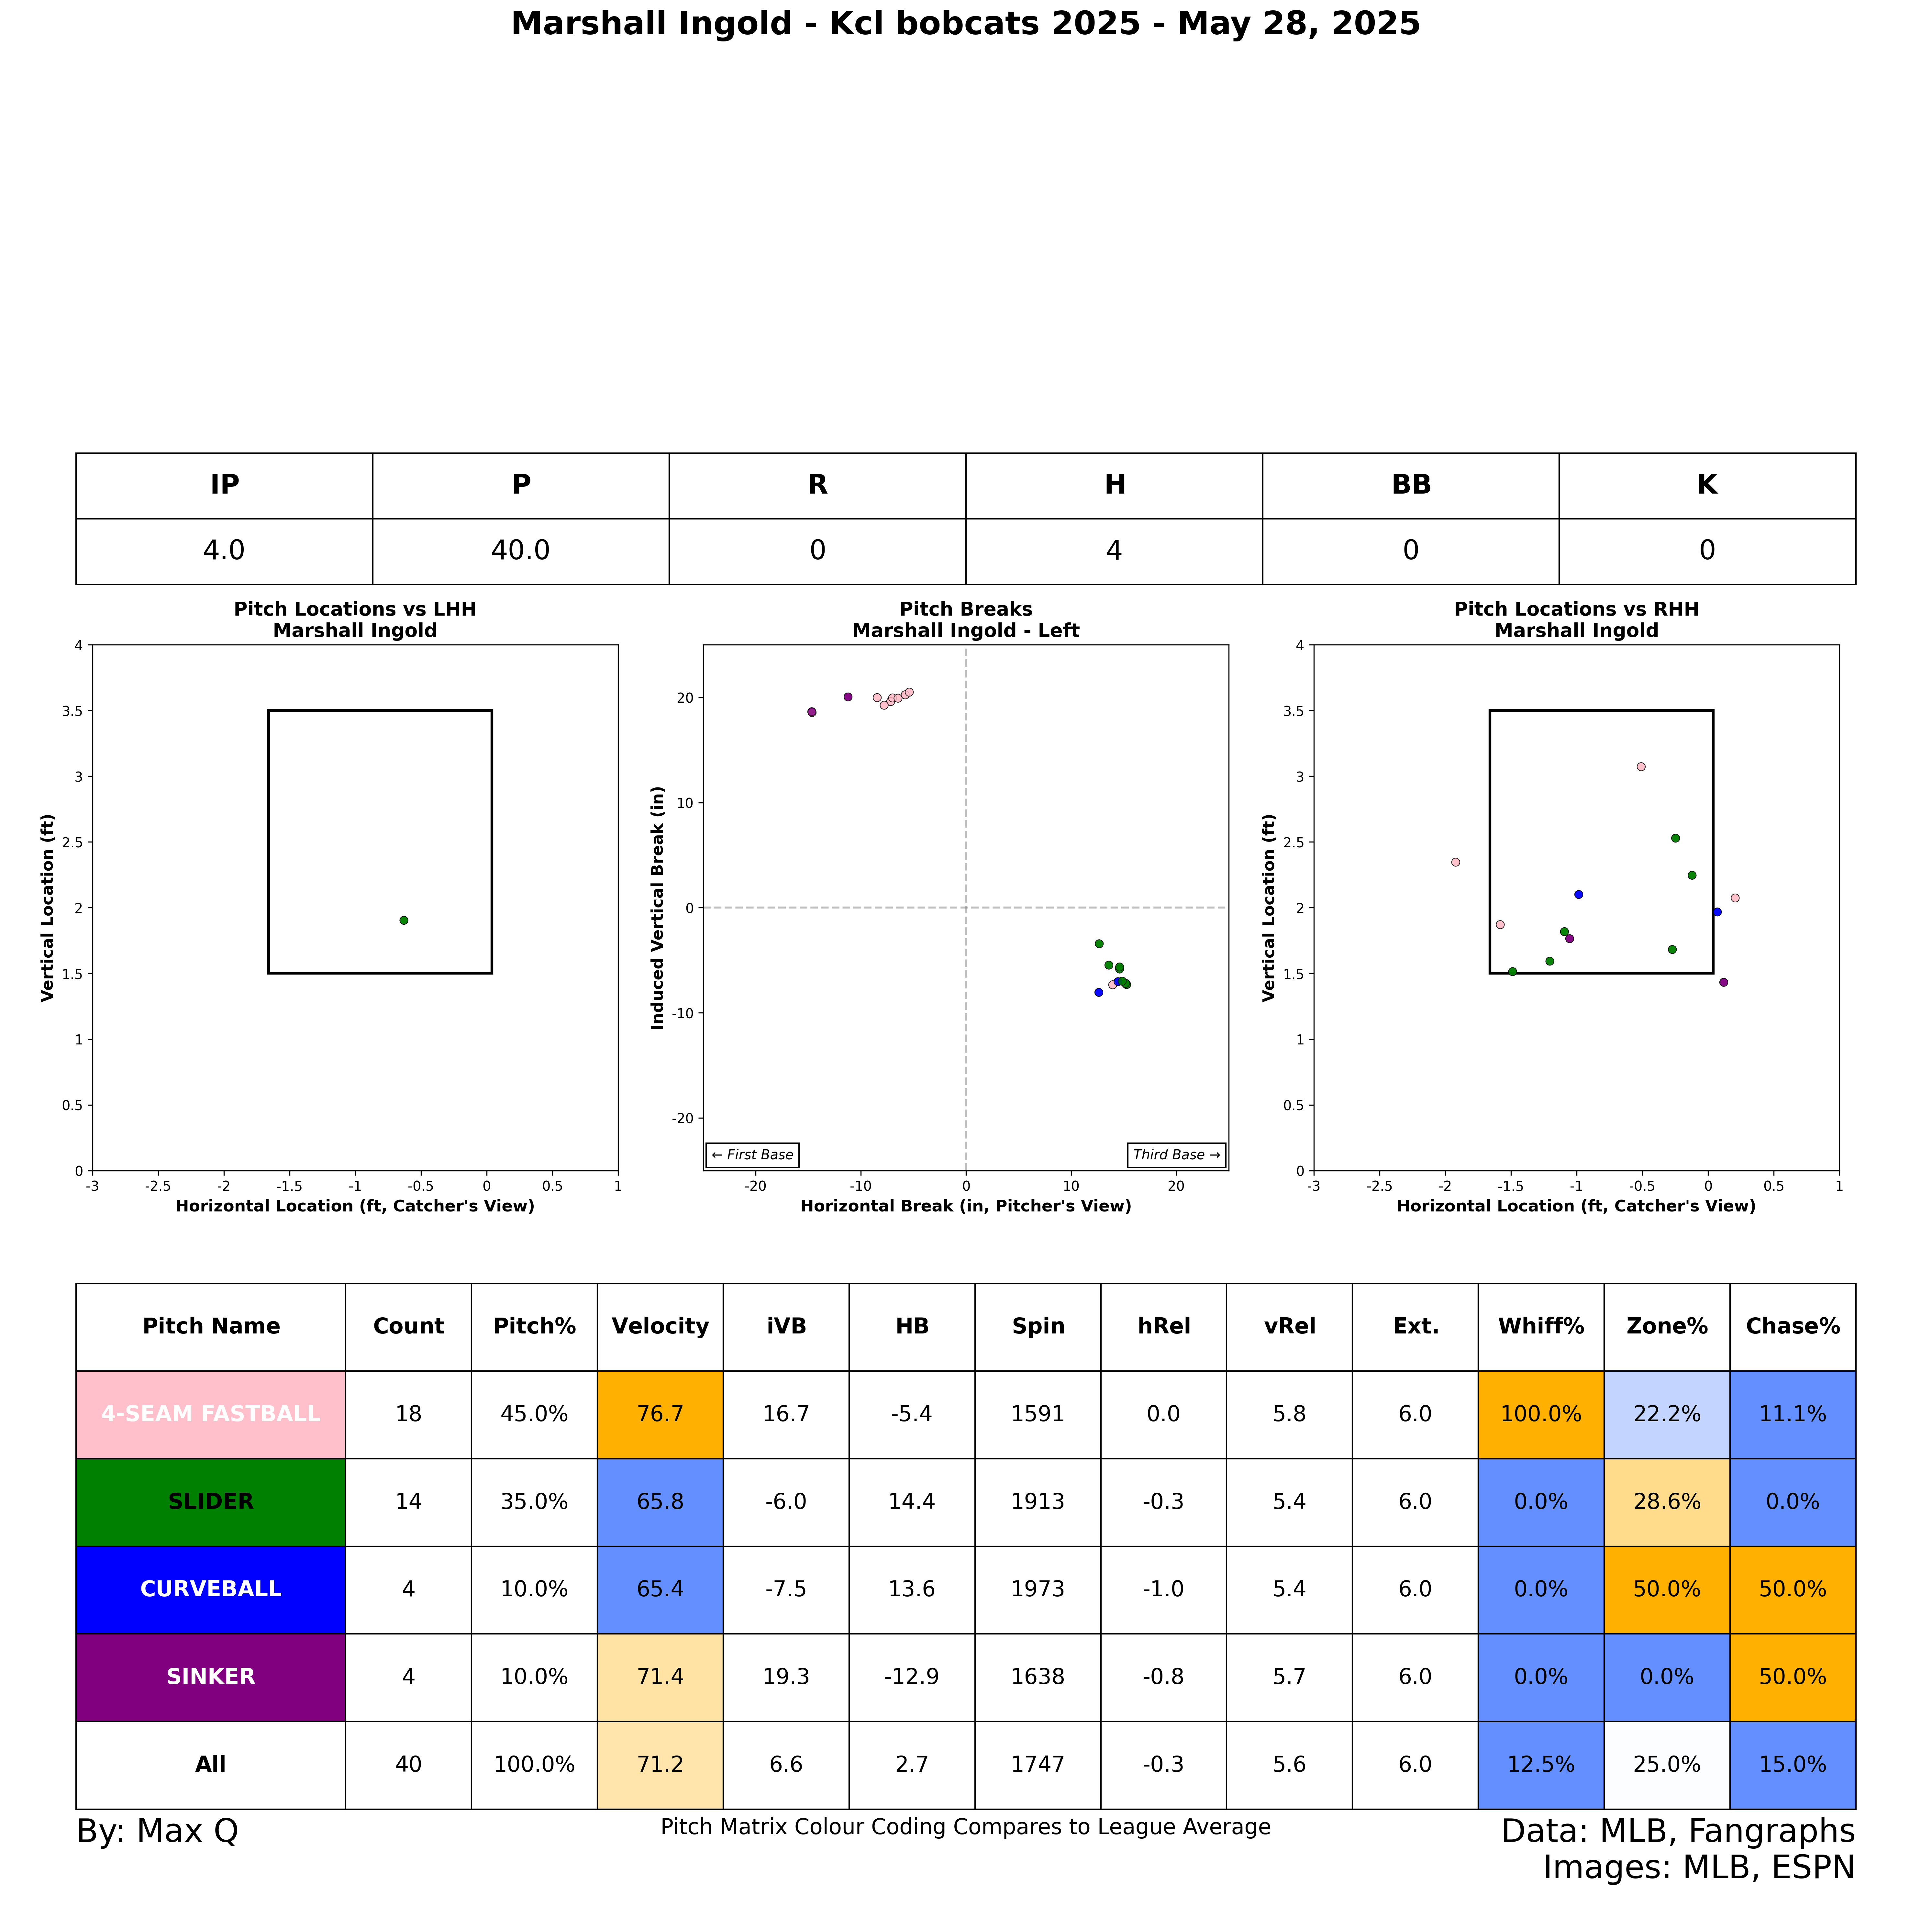 Marshall Ingold - Kcl bobcats 2025 - May 28, 2025
IP P R H BB K
4.0 40.0 0 4 0 0
Pitch Locations vs LHH
Marshall Ingold
4
3.5
3
2.5
2
1.5
1
0.5
0
-3 -2.5 -2 -1.5 -1 -0.5 0 0.5 1
Vertical Location (ft)
Horizontal Location (ft, Catcher's View)
Pitch Breaks
Marshall Ingold - Left
20
10
0
-10
-20
-20 -10 0 10 20
Induced Vertical Break (in)
← First Base
Third Base →
Horizontal Break (in, Pitcher's View)
Pitch Locations vs RHH
Marshall Ingold
4
3.5
3
2.5
2
1.5
1
0.5
0
-3 -2.5 -2 -1.5 -1 -0.5 0 0.5 1
Vertical Location (ft)
Horizontal Location (ft, Catcher's View)
Pitch Name Count Pitch% Velocity iVB HB Spin hRel vRel Ext. Whiff% Zone% Chase%
4-SEAM FASTBALL 18 45.0% 76.7 16.7 -5.4 1591 0.0 5.8 6.0 100.0% 22.2% 11.1%
SLIDER 14 35.0% 65.8 -6.0 14.4 1913 -0.3 5.4 6.0 0.0% 28.6% 0.0%
CURVEBALL 4 10.0% 65.4 -7.5 13.6 1973 -1.0 5.4 6.0 0.0% 50.0% 50.0%
SINKER 4 10.0% 71.4 19.3 -12.9 1638 -0.8 5.7 6.0 0.0% 0.0% 50.0%
All 40 100.0% 71.2 6.6 2.7 1747 -0.3 5.6 6.0 12.5% 25.0% 15.0%
By: Max Q
Pitch Matrix Colour Coding Compares to League Average
Data: MLB, Fangraphs
Images: MLB, ESPN